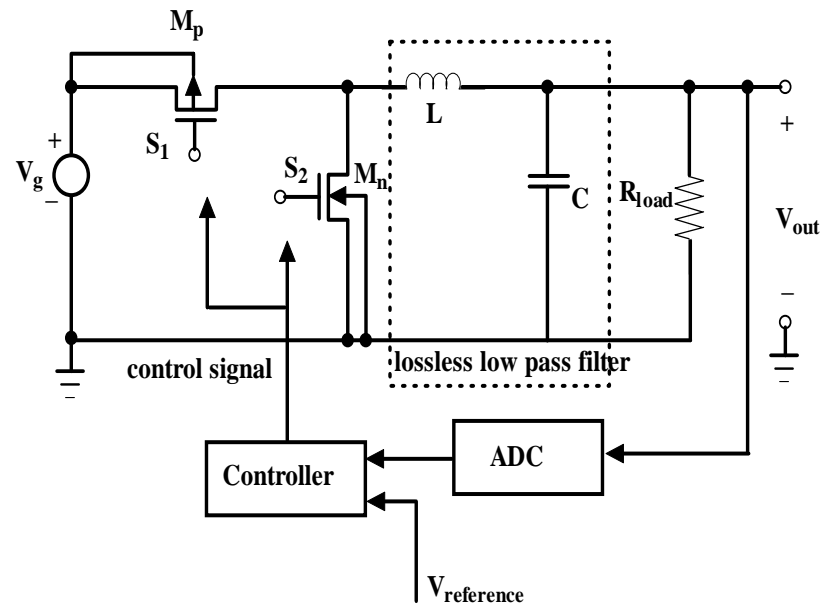 Mp
S1
+
Vg
−
S2
Mn
L
C
Rload
+
Vout
−
control signal
lossless low pass filter
Controller
ADC
Vreference